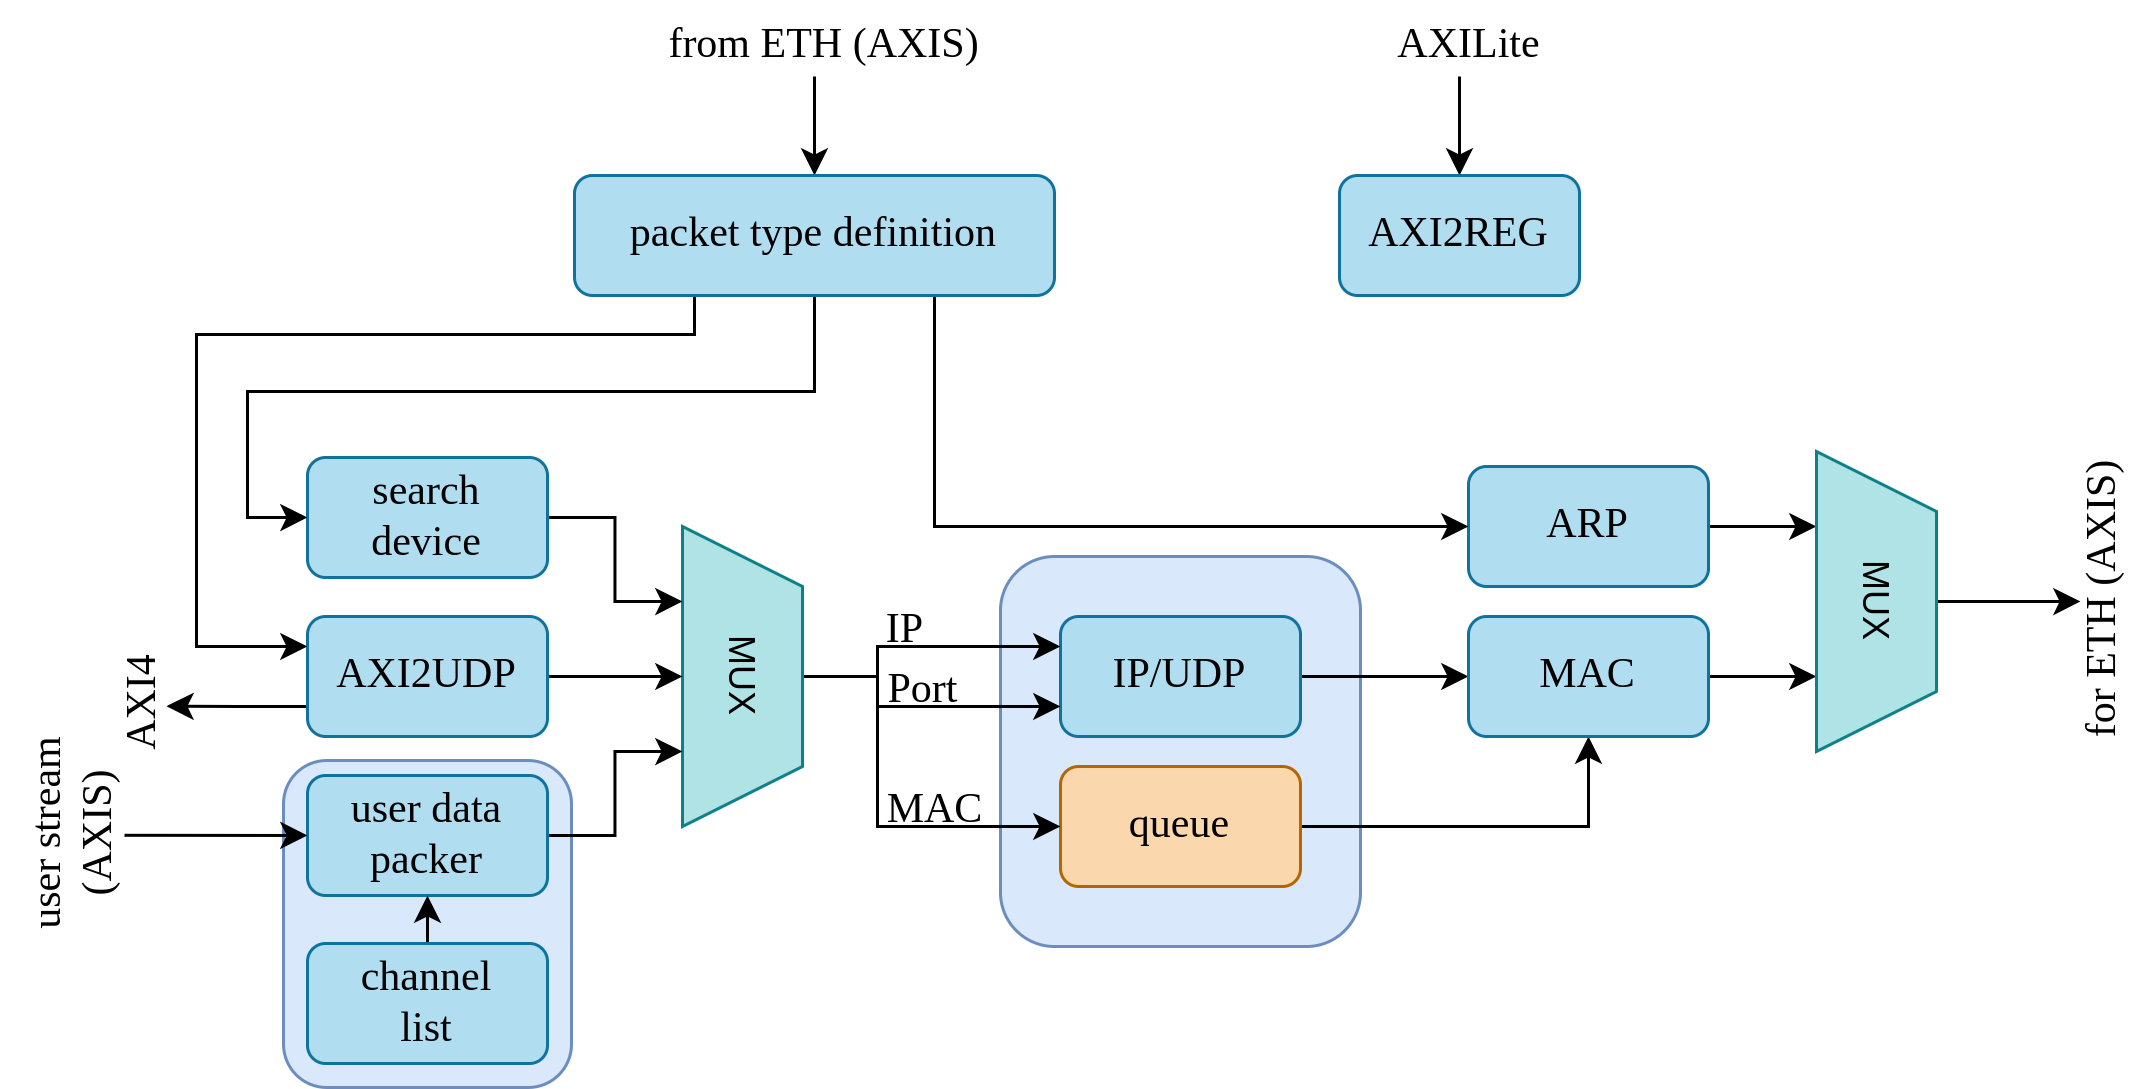 from ETH (AXIS)
AXILite
packet type definition
AXI2REG
search
device
ARP
MUX
for ETH (AXIS)
AXI4
AXI2UDP
MUX
IP
Port
MAC
IP/UDP
MAC
user stream
(AXIS)
user data
packer
queue
channel
list